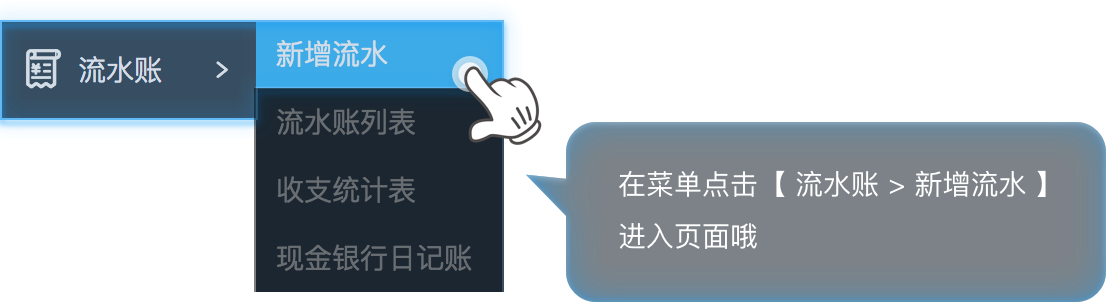 流水账
新增流水
流水账列表
收支统计表
现金银行日记账
在菜单点击【 流水账 > 新增流水 】
进入页面哦